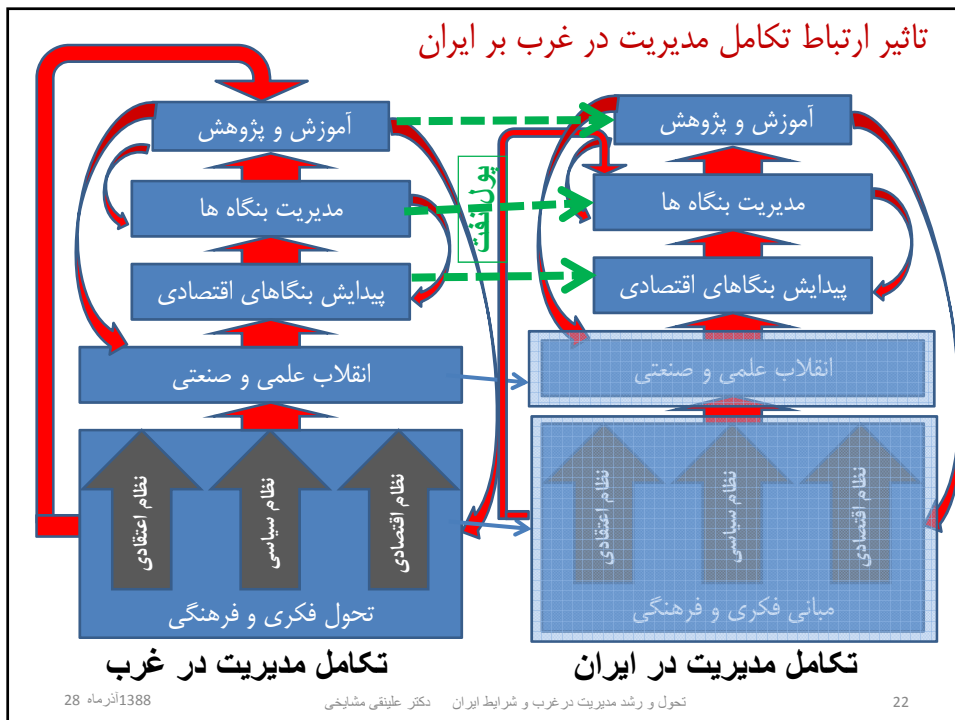 تاثیر ارتباط تکامل مدیریت در غرب بر ایران
آموزش و پژوهش
مدیریت بنگاه ها
پیدایش بنگاهای اقتصادی
انقلاب علمی و صنعتی
نظام اعتقادی
نظام سیاسی
نظام اقتصادی
مبانی فکری و فرهنگی
تکامل مدیریت در ایران
پول نفت
آموزش و پژوهش
مدیریت بنگاه ها
پیدایش بنگاهای اقتصادی
انقلاب علمی و صنعتی
نظام اعتقادی
نظام سیاسی
نظام اقتصادی
تحول فکری و فرهنگی
تکامل مدیریت در غرب
28 آذرماه 1388
تحول و رشد مدیریت درغرب و شرایط ایران دکتر علینقی مشایخی
22